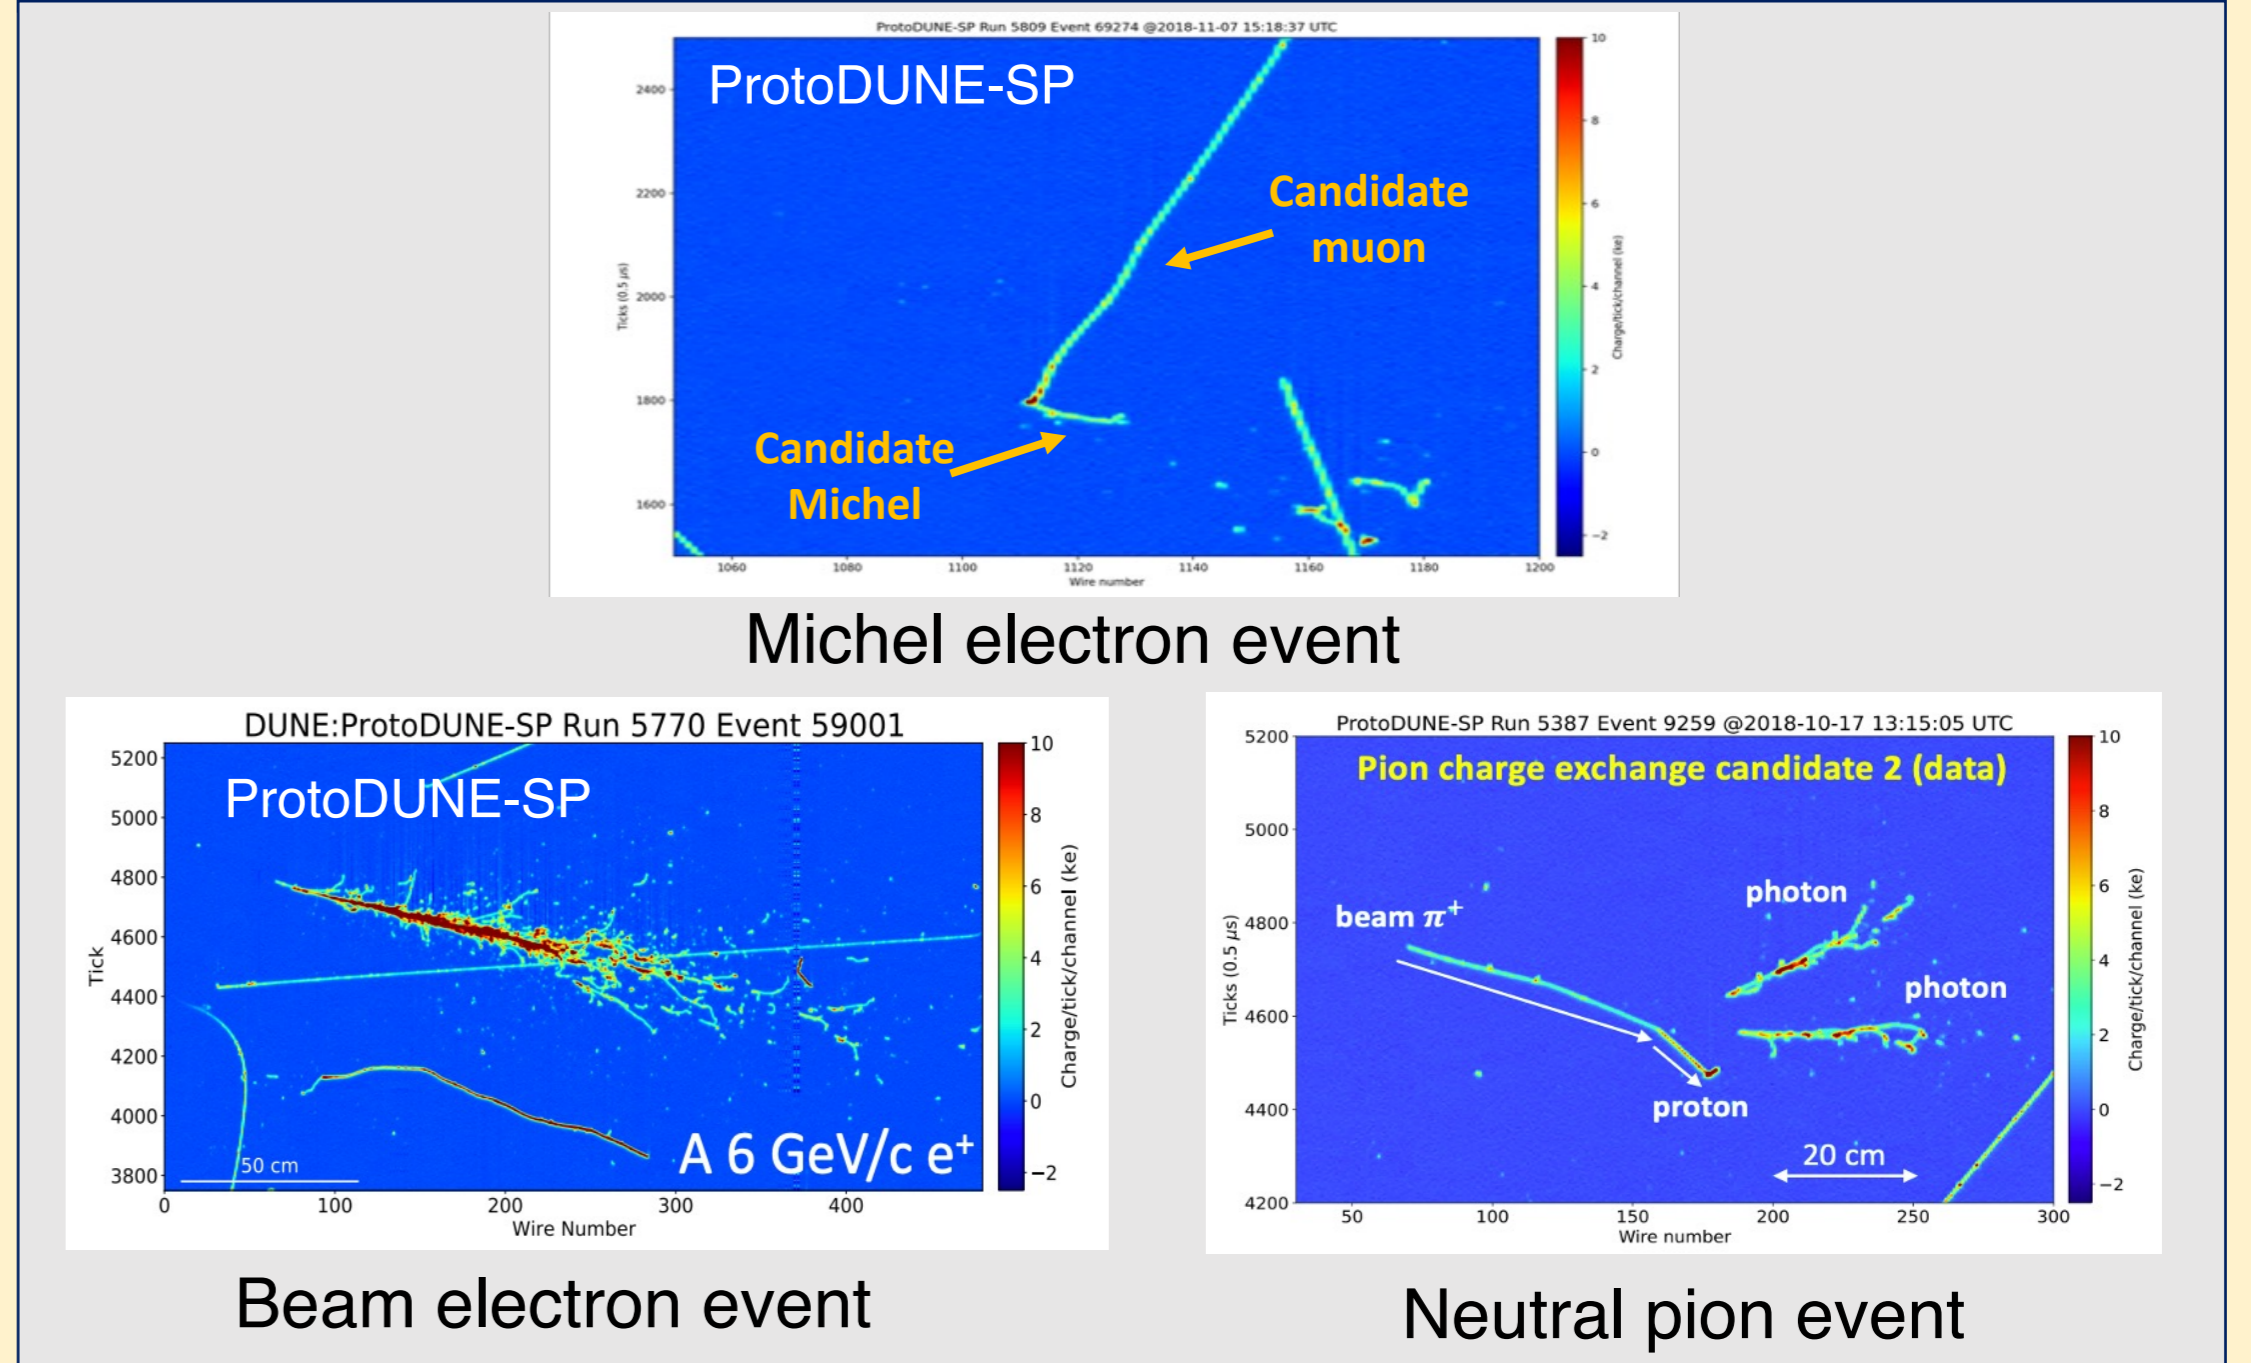 ProtoDUNE-SP Run 5809 Event 69274 @2018-11-07 15:18:37 UTC
ProtoDUNE-SP
Candidate
muon
Candidate
Michel
2400
2200
2000
1800
1600
Ticks (0.5 μs)
1060 1080 1100 1120 1140 1160 1180 1200
Wire number
10
8
6
4
2
0
−2
Charge/tick/channel (ke)
Michel electron event
DUNE:ProtoDUNE-SP Run 5770 Event 59001
ProtoDUNE-SP
5200
5000
4800
4600
4400
4200
4000
3800
Tick
50 cm
A 6 GeV/c e⁺
0 100 200 300 400
Wire Number
10
8
6
4
2
0
−2
Charge/tick/channel (ke)
Beam electron event
ProtoDUNE-SP Run 5387 Event 9259 @2018-10-17 13:15:05 UTC
Pion charge exchange candidate 2 (data)
5200
5000
4800
4600
4400
4200
Ticks (0.5 μs)
photon
beam π⁺
photon
proton
20 cm
50 100 150 200 250 300
Wire number
10
8
6
4
2
0
−2
Charge/tick/channel (ke)
Neutral pion event